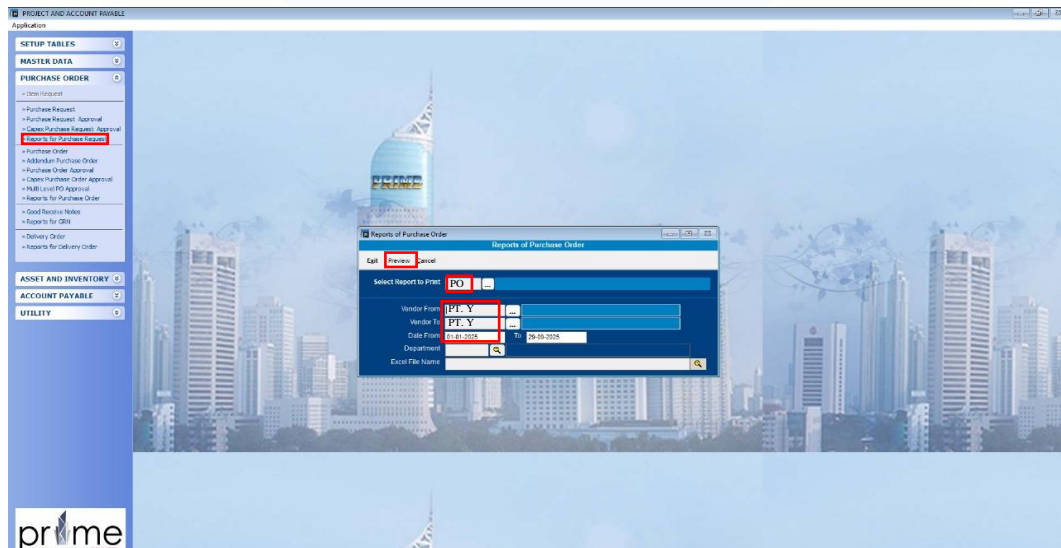 PROJECT AND ACCOUNT PAYABLE
Application
SETUP TABLES
MASTER DATA
PURCHASE ORDER
» Item Request
» Purchase Request
» Purchase Request Approval
» Capex Purchase Request Approval
» Reports for Purchase Request
» Purchase Order
» Addendum Purchase Order
» Purchase Order Approval
» Capex Purchase Order Approval
» Multi Level PO Approval
» Reports for Purchase Order
» Good Receive Notes
» Reports for GRN
» Delivery Order
» Reports for Delivery Order
ASSET AND INVENTORY
ACCOUNT PAYABLE
UTILITY
PRIME
Reports of Purchase Order
Reports of Purchase Order
Exit Preview Cancel
Select Report to Print PO ...
Vendor From PT. Y ...
Vendor To PT. Y ...
Date From 01-01-2025 To 29-09-2025
Department
Excel File Name
prime